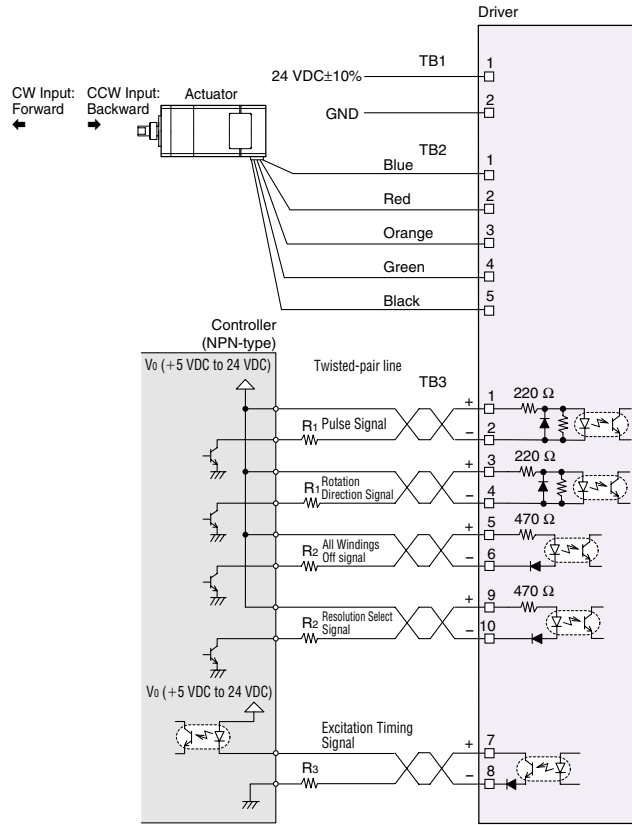 Driver
TB1
1
24 VDC±10%
2
GND
CW Input:
Forward
CCW Input:
Backward
Actuator
TB2
Blue
1
Red
2
Orange
3
Green
4
Black
5
Controller
(NPN-type)
V0 (+5 VDC to 24 VDC)
Twisted-pair line
TB3
+ 1 220 Ω
R1 Pulse Signal
− 2
+ 3 220 Ω
R1 Rotation
Direction Signal
− 4
+ 5 470 Ω
R2 All Windings
Off signal
− 6
+ 9 470 Ω
R2 Resolution Select
Signal
− 10
V0 (+5 VDC to 24 VDC)
Excitation Timing
Signal
+ 7
R3
− 8